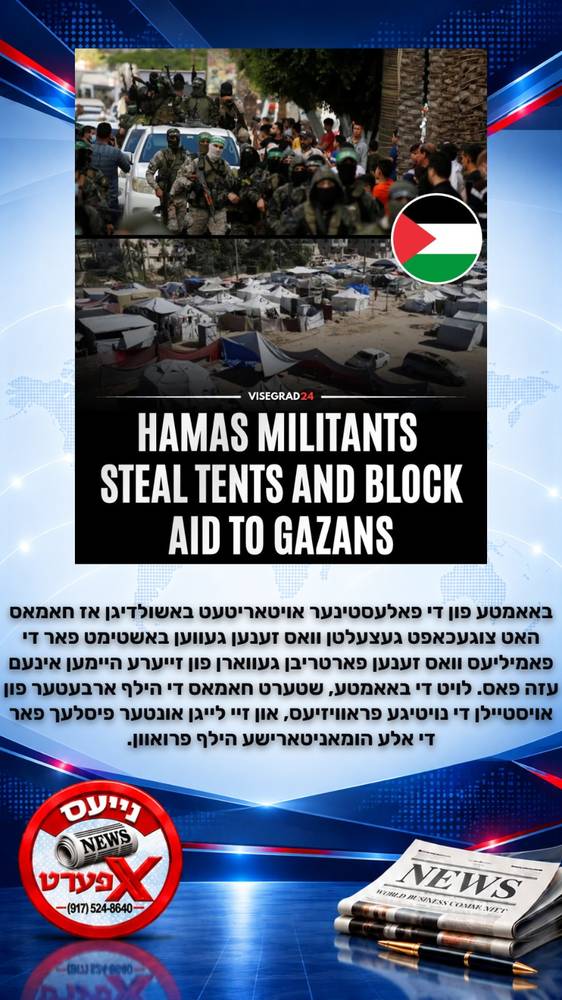 VISEGRAD24
HAMAS MILITANTS
STEAL TENTS AND BLOCK
AID TO GAZANS
באאמטע פון די פאלעסטינער אויטאריטעט באשולדיגן אז חאמאס
האט צוגעכאפט געצעלטן וואס זענען געווען באשטימט פאר די
פאמיליעס וואס זענען פארטריבן געווארן פון זייערע היימען אינעם
עזה פאס. לויט די באאמטע, שטערט חאמאס די הילף ארבעטער פון
אויסטיילן די נויטיגע פראוויזיעס, און זיי לייגן אונטער פיסלעך פאר
די אלע הומאניטארישע הילף פרואוון.
נייעס
NEWS
Xפערט
(917) 524-8640
NEWS